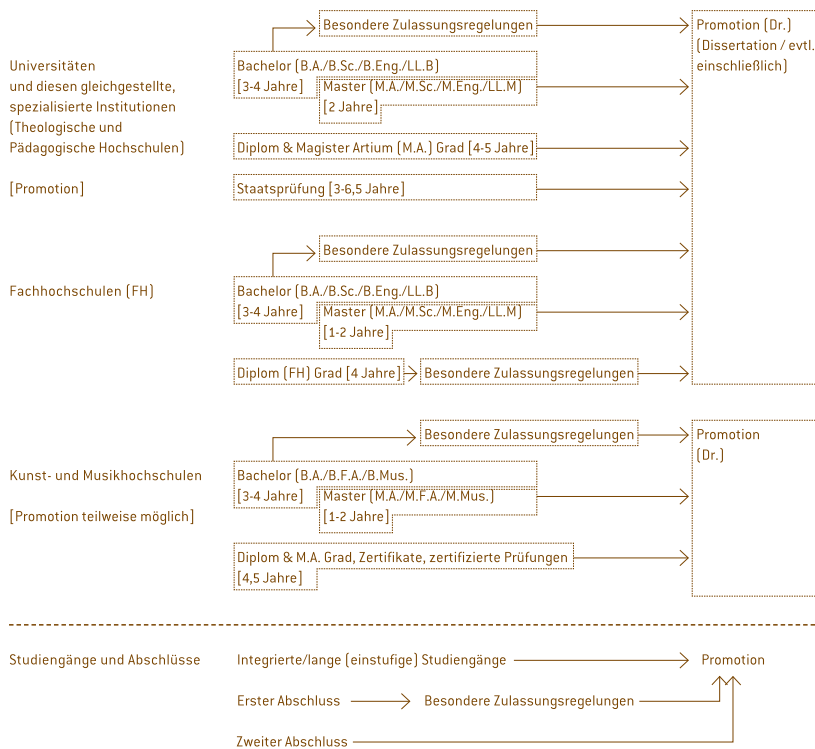 Besondere Zulassungsregelungen
Promotion (Dr.)
(Dissertation / evtl.
einschließlich)
Universitäten
und diesen gleichgestellte,
spezialisierte Institutionen
(Theologische und
Pädagogische Hochschulen)
[Promotion]
Bachelor (B.A./B.Sc./B.Eng./LL.B)
[3-4 Jahre]
Master (M.A./M.Sc./M.Eng./LL.M)
[2 Jahre]
Diplom & Magister Artium (M.A.) Grad [4-5 Jahre]
Staatsprüfung [3-6,5 Jahre]
Besondere Zulassungsregelungen
Fachhochschulen (FH)
Bachelor (B.A./B.Sc./B.Eng./LL.B)
[3-4 Jahre]
Master (M.A./M.Sc./M.Eng./LL.M)
[1-2 Jahre]
Diplom (FH) Grad [4 Jahre]
Besondere Zulassungsregelungen
Besondere Zulassungsregelungen
Promotion
(Dr.)
Kunst- und Musikhochschulen
[Promotion teilweise möglich]
Bachelor (B.A./B.F.A./B.Mus.)
[3-4 Jahre]
Master (M.A./M.F.A./M.Mus.)
[1-2 Jahre]
Diplom & M.A. Grad, Zertifikate, zertifizierte Prüfungen
[4,5 Jahre]
Studiengänge und Abschlüsse
Integrierte/lange (einstufige) Studiengänge
Promotion
Erster Abschluss
Besondere Zulassungsregelungen
Zweiter Abschluss